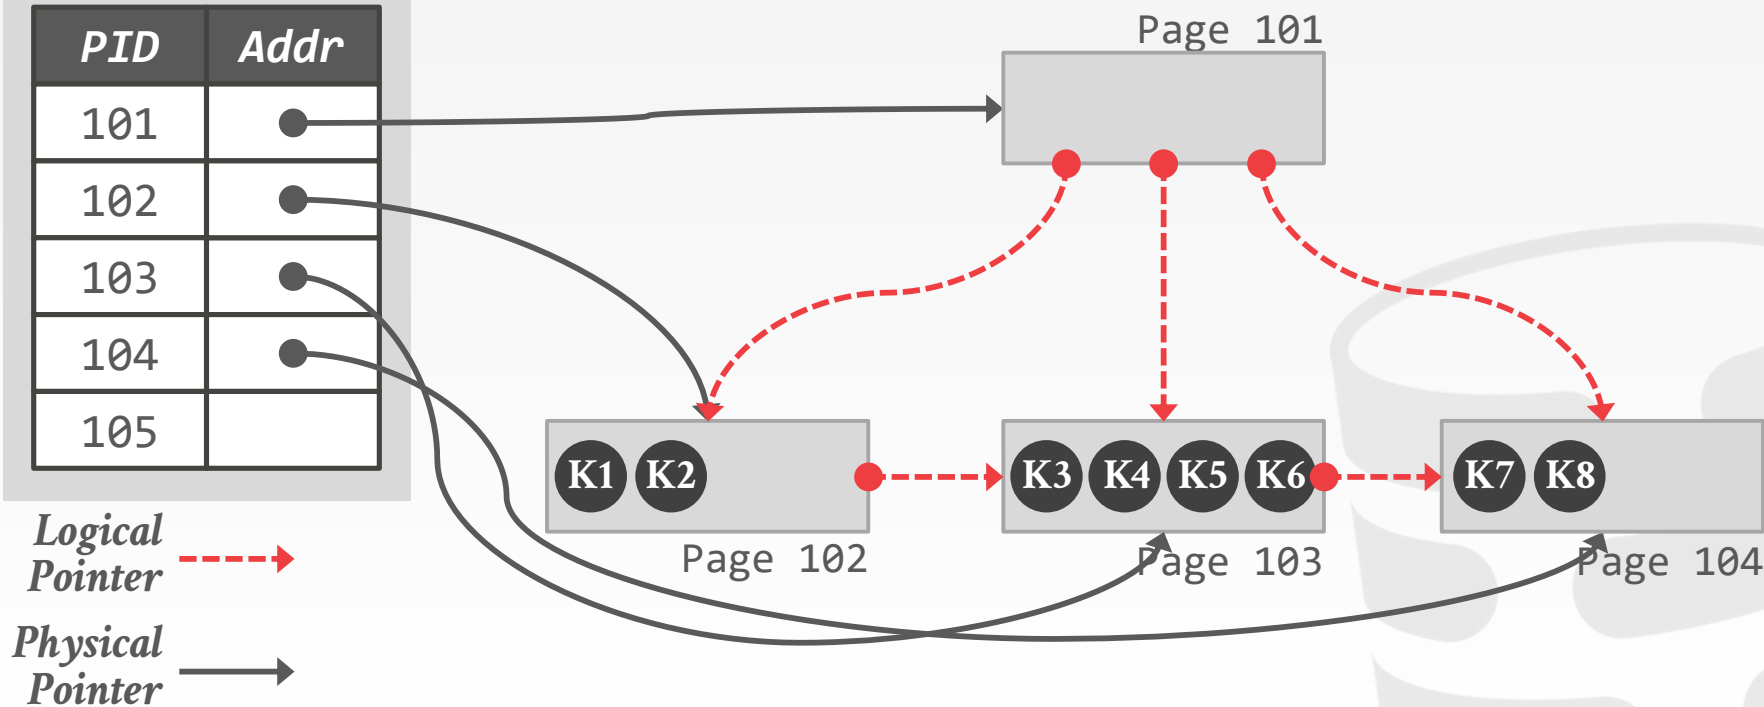 PID Addr
Page 101
101
102
103
104
105
K1 K2 K3 K4 K5 K6 K7 K8
Page 102 Page 103 Page 104
Logical
Pointer
Physical
Pointer